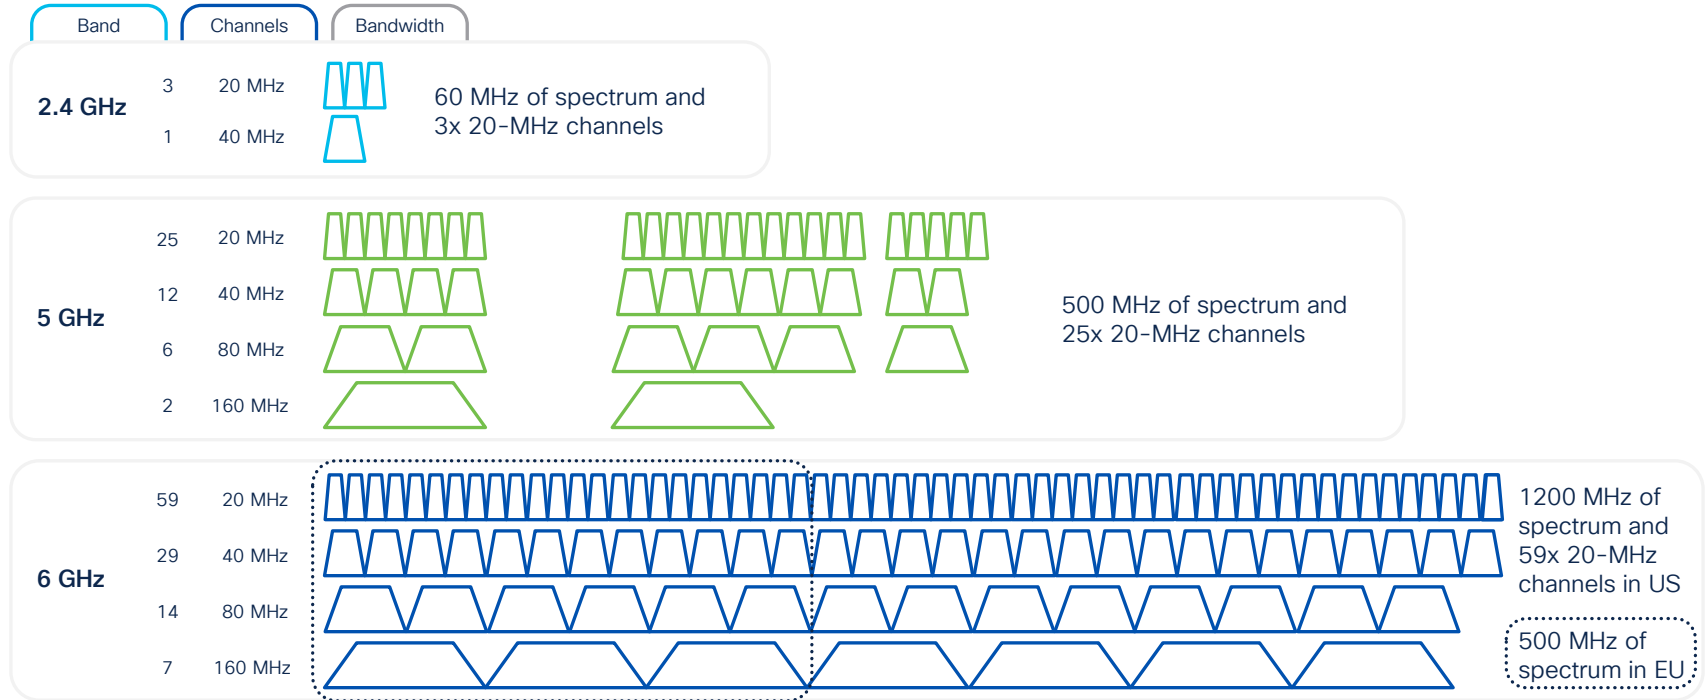 Band Channels Bandwidth
2.4 GHz
3 20 MHz
1 40 MHz
60 MHz of spectrum and
3x 20-MHz channels
5 GHz
25 20 MHz
12 40 MHz
6 80 MHz
2 160 MHz
500 MHz of spectrum and
25x 20-MHz channels
6 GHz
59 20 MHz
29 40 MHz
14 80 MHz
7 160 MHz
1200 MHz of
spectrum and
59x 20-MHz
channels in US
500 MHz of
spectrum in EU